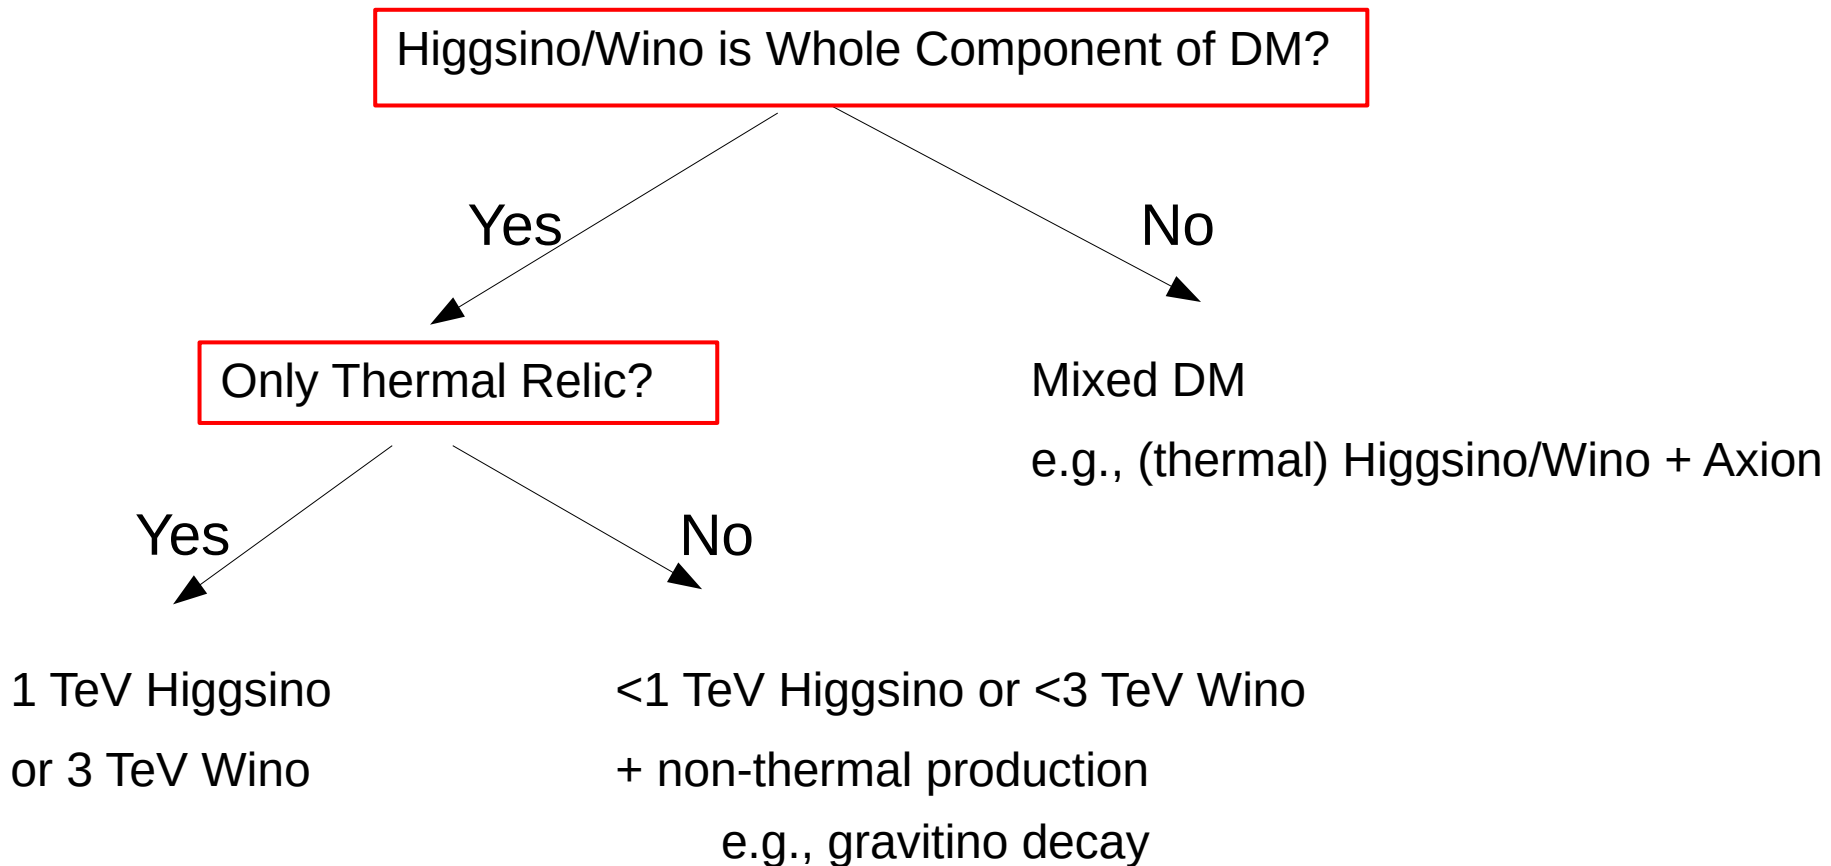 Higgsino/Wino is Whole Component of DM?
Yes
No
Only Thermal Relic?
Mixed DM
e.g., (thermal) Higgsino/Wino + Axion
Yes
No
1 TeV Higgsino
or 3 TeV Wino
<1 TeV Higgsino or <3 TeV Wino
+ non-thermal production
e.g., gravitino decay